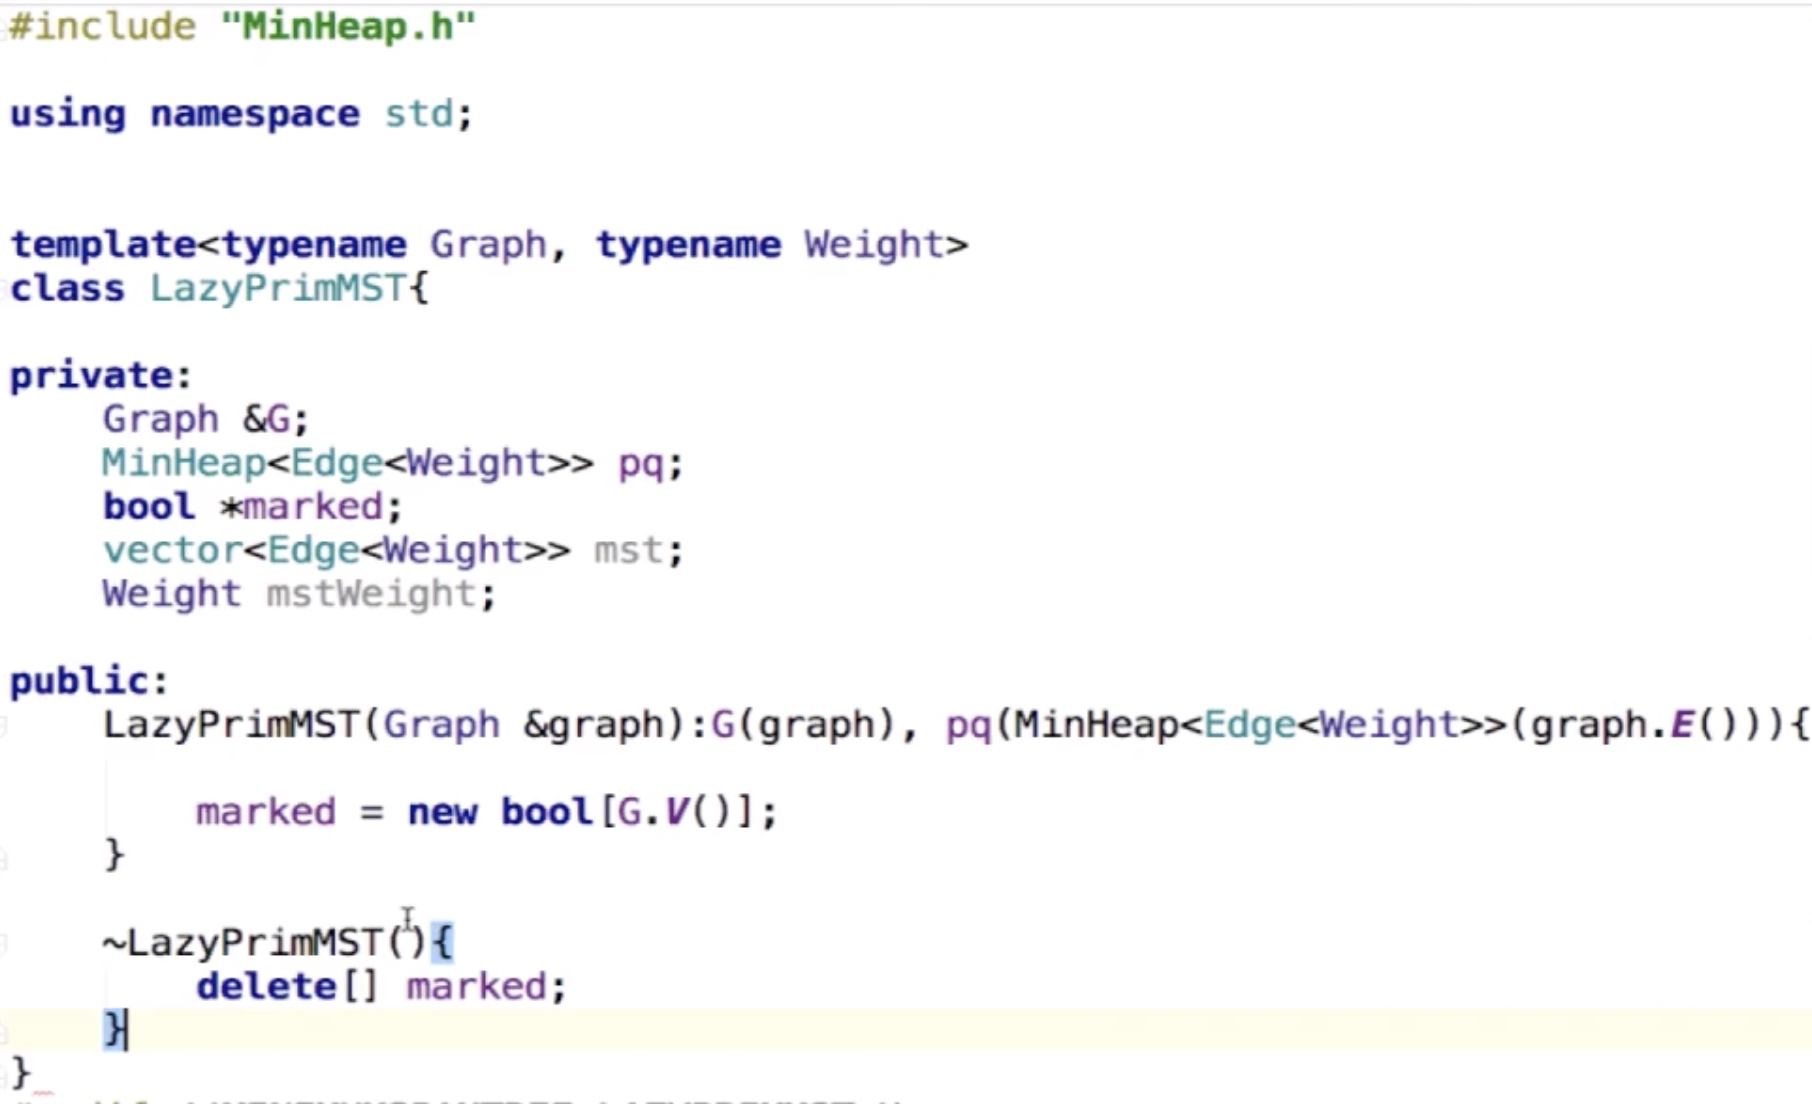 #include "MinHeap.h"
using namespace std;
template<typename Graph, typename Weight>
class LazyPrimMST{
private:
    Graph &G;
    MinHeap<Edge<Weight>> pq;
    bool *marked;
    vector<Edge<Weight>> mst;
    Weight mstWeight;
public:
    LazyPrimMST(Graph &graph):G(graph), pq(MinHeap<Edge<Weight>>(graph.E())){
        marked = new bool[G.V()];
    }
    ~LazyPrimMST(){
        delete[] marked;
    }
}